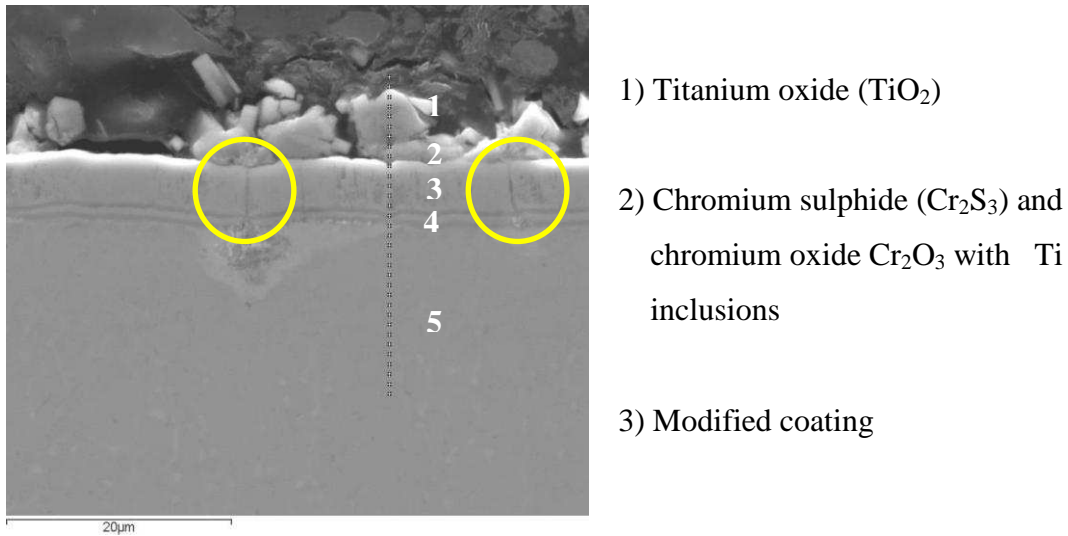 1
2
3
4
5
20µm
1) Titanium oxide (TiO₂)
2) Chromium sulphide (Cr₂S₃) and
chromium oxide Cr₂O₃ with Ti
inclusions
3) Modified coating